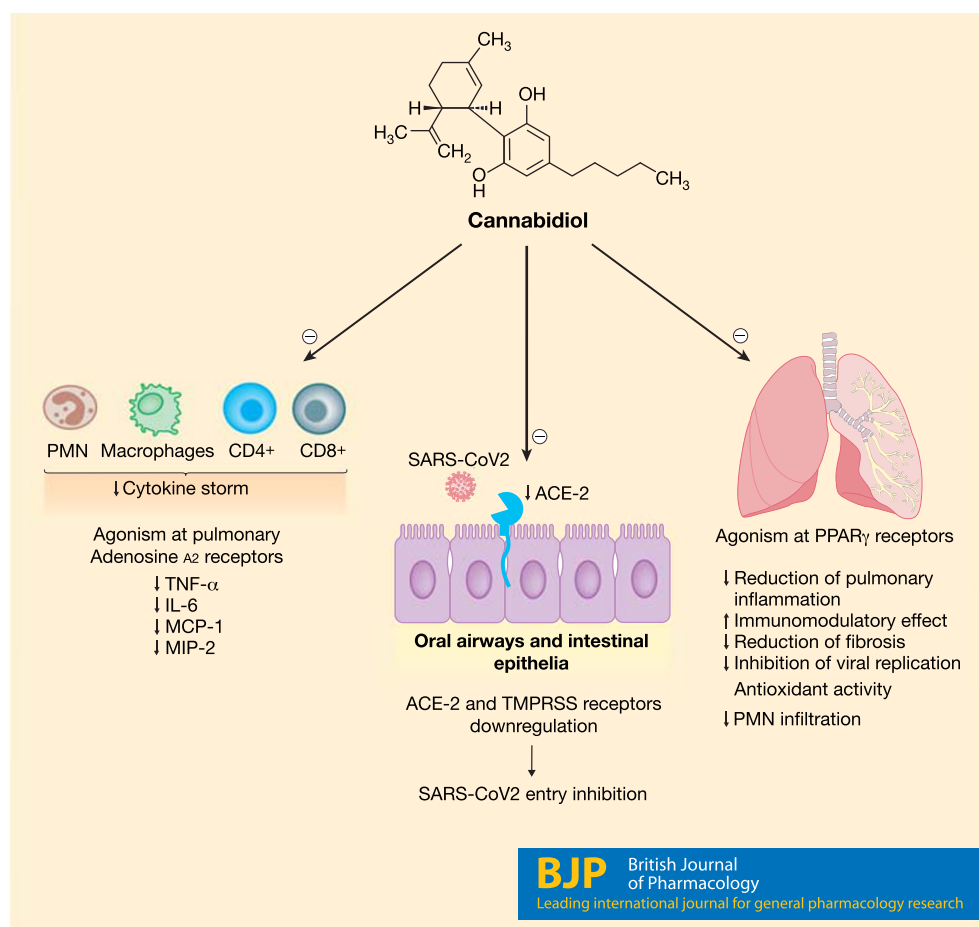 CH3
OH
H
H
H3C
CH2
O
H
CH3
Cannabidiol
⊖
⊖
⊖
PMN Macrophages CD4+ CD8+
↓Cytokine storm
Agonism at pulmonary
Adenosine A2 receptors
↓TNF-α
↓IL-6
↓MCP-1
↓MIP-2
SARS-CoV2
↓ACE-2
Oral airways and intestinal
epithelia
ACE-2 and TMPRSS receptors
downregulation
↓
SARS-CoV2 entry inhibition
Agonism at PPARγ receptors
↓Reduction of pulmonary
inflammation
↑Immunomodulatory effect
↓Reduction of fibrosis
↓Inhibition of viral replication
Antioxidant activity
↓PMN infiltration
BJP
British Journal
of Pharmacology
Leading international journal for general pharmacology research